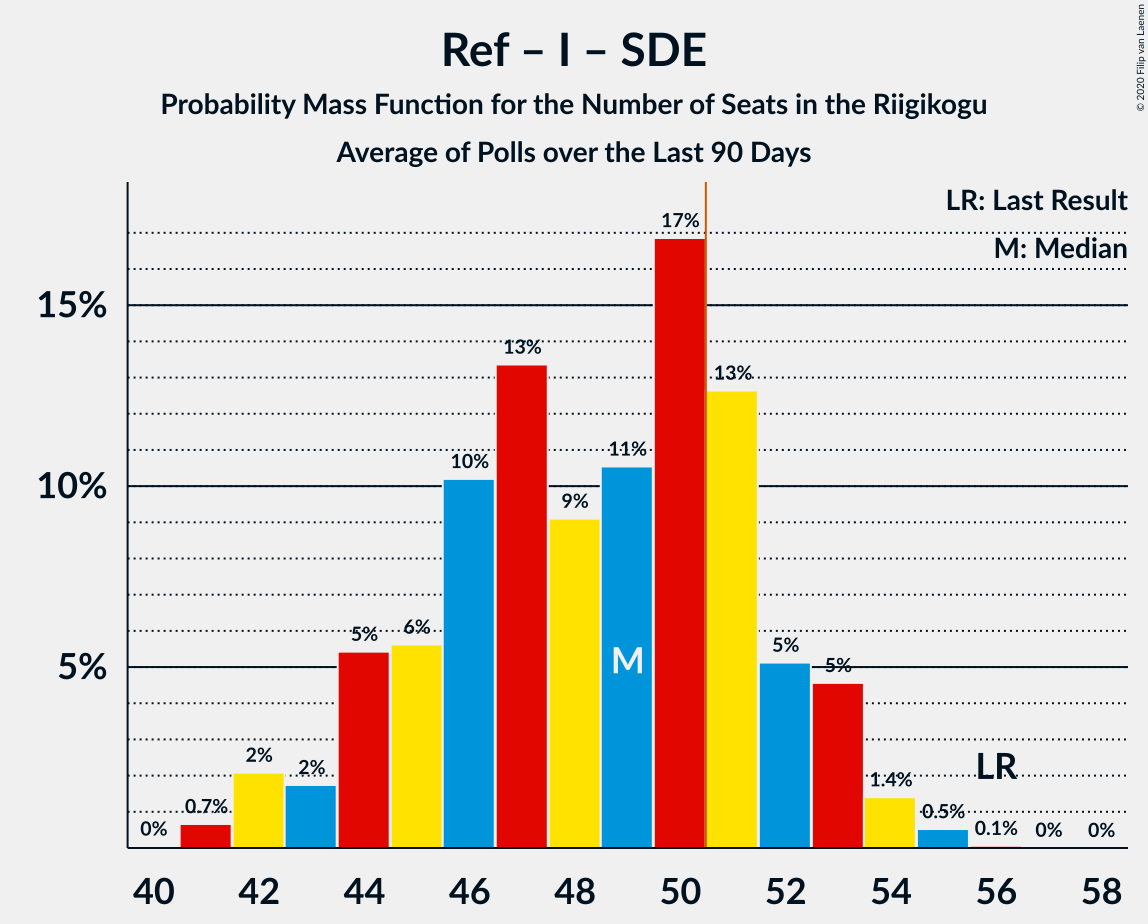 Ref – I – SDE
Probability Mass Function for the Number of Seats in the Riigikogu
Average of Polls over the Last 90 Days
© 2020 Filip van Laenen
LR: Last Result
M: Median
15%
10%
5%
0%
0.7%
2%
2%
5%
6%
10%
13%
9%
11%
17%
13%
5%
5%
1.4%
0.5%
0.1%
0%
0%
M
LR
40 42 44 46 48 50 52 54 56 58